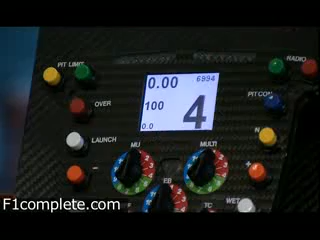 PIT LIMIT
RADIO
0.00 6994
100
4
0.0
OVER
PIT CON
LAUNCH
N
MU
MULTI
-
+
EB
TC
WET
F1complete.com